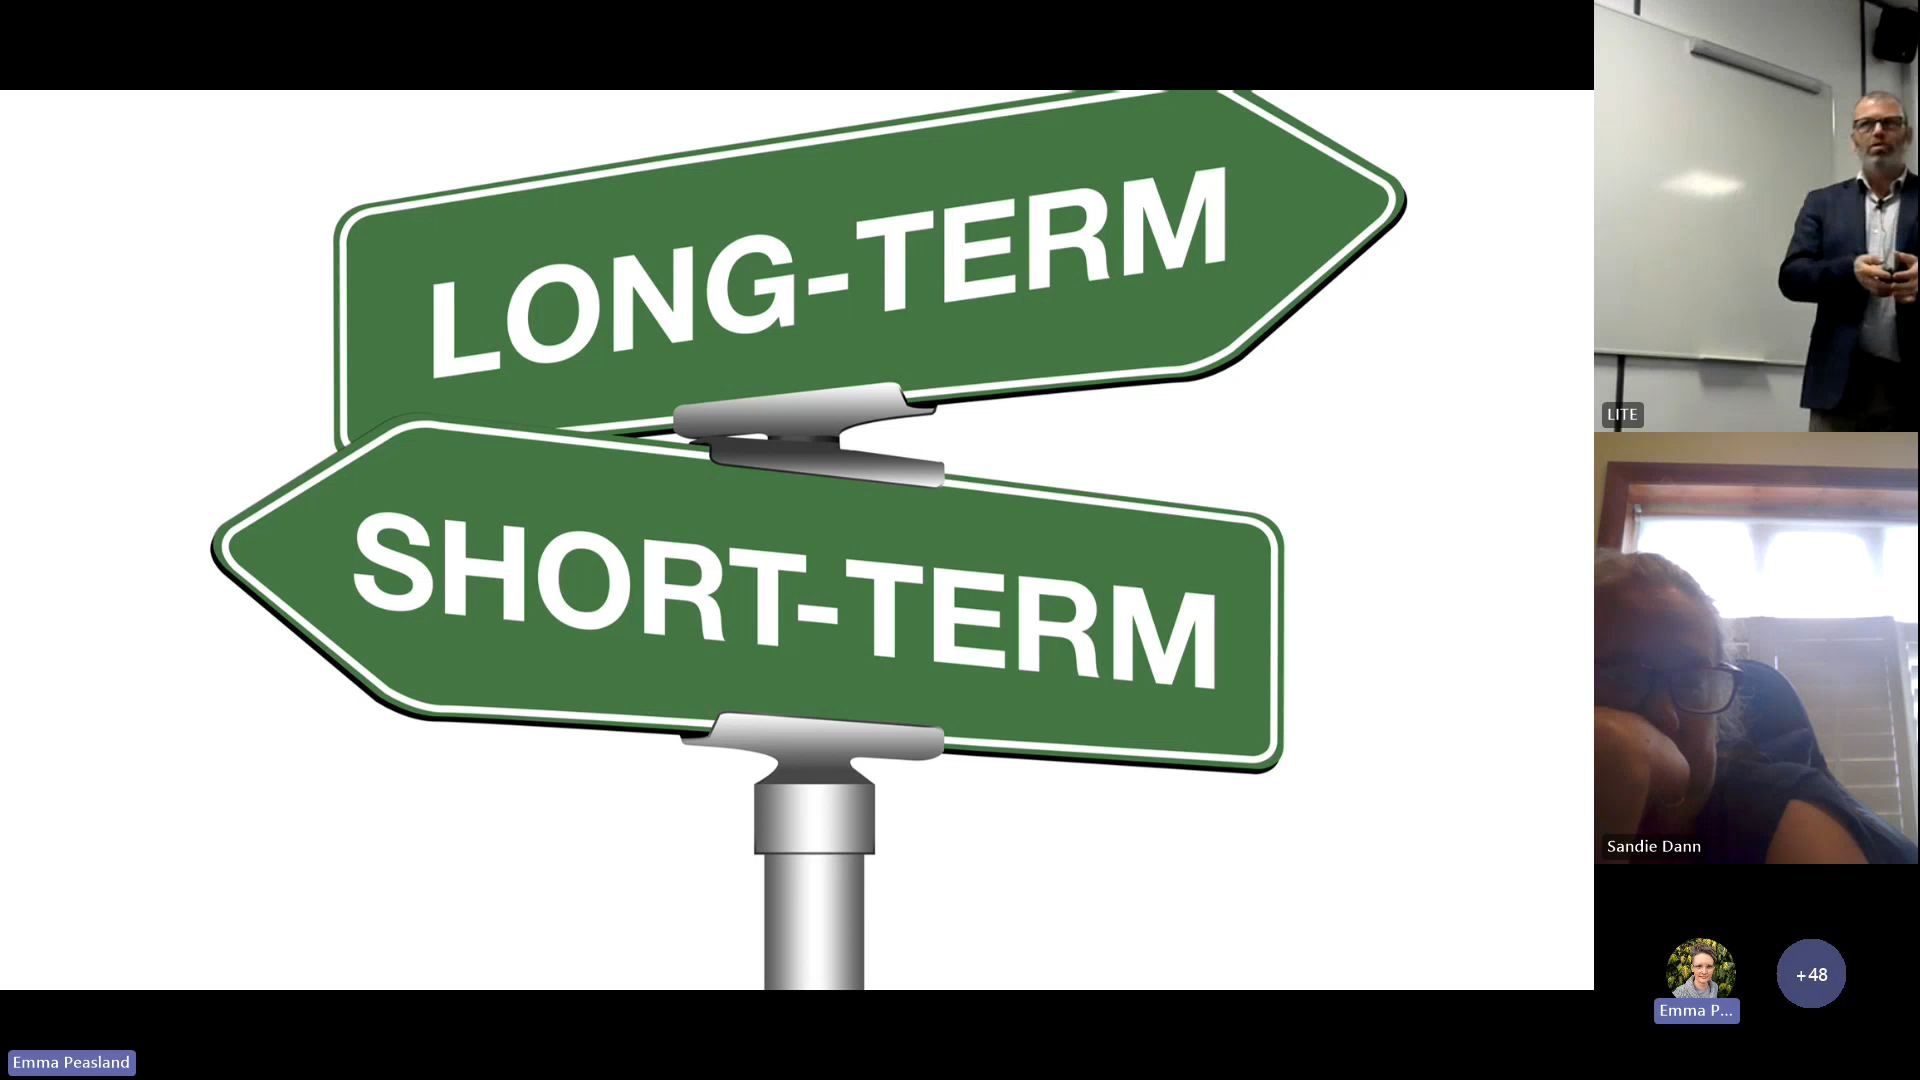 LONG-TERM
SHORT-TERM
LITE
Sandie Dann
Emma P...
+48
Emma Peasland